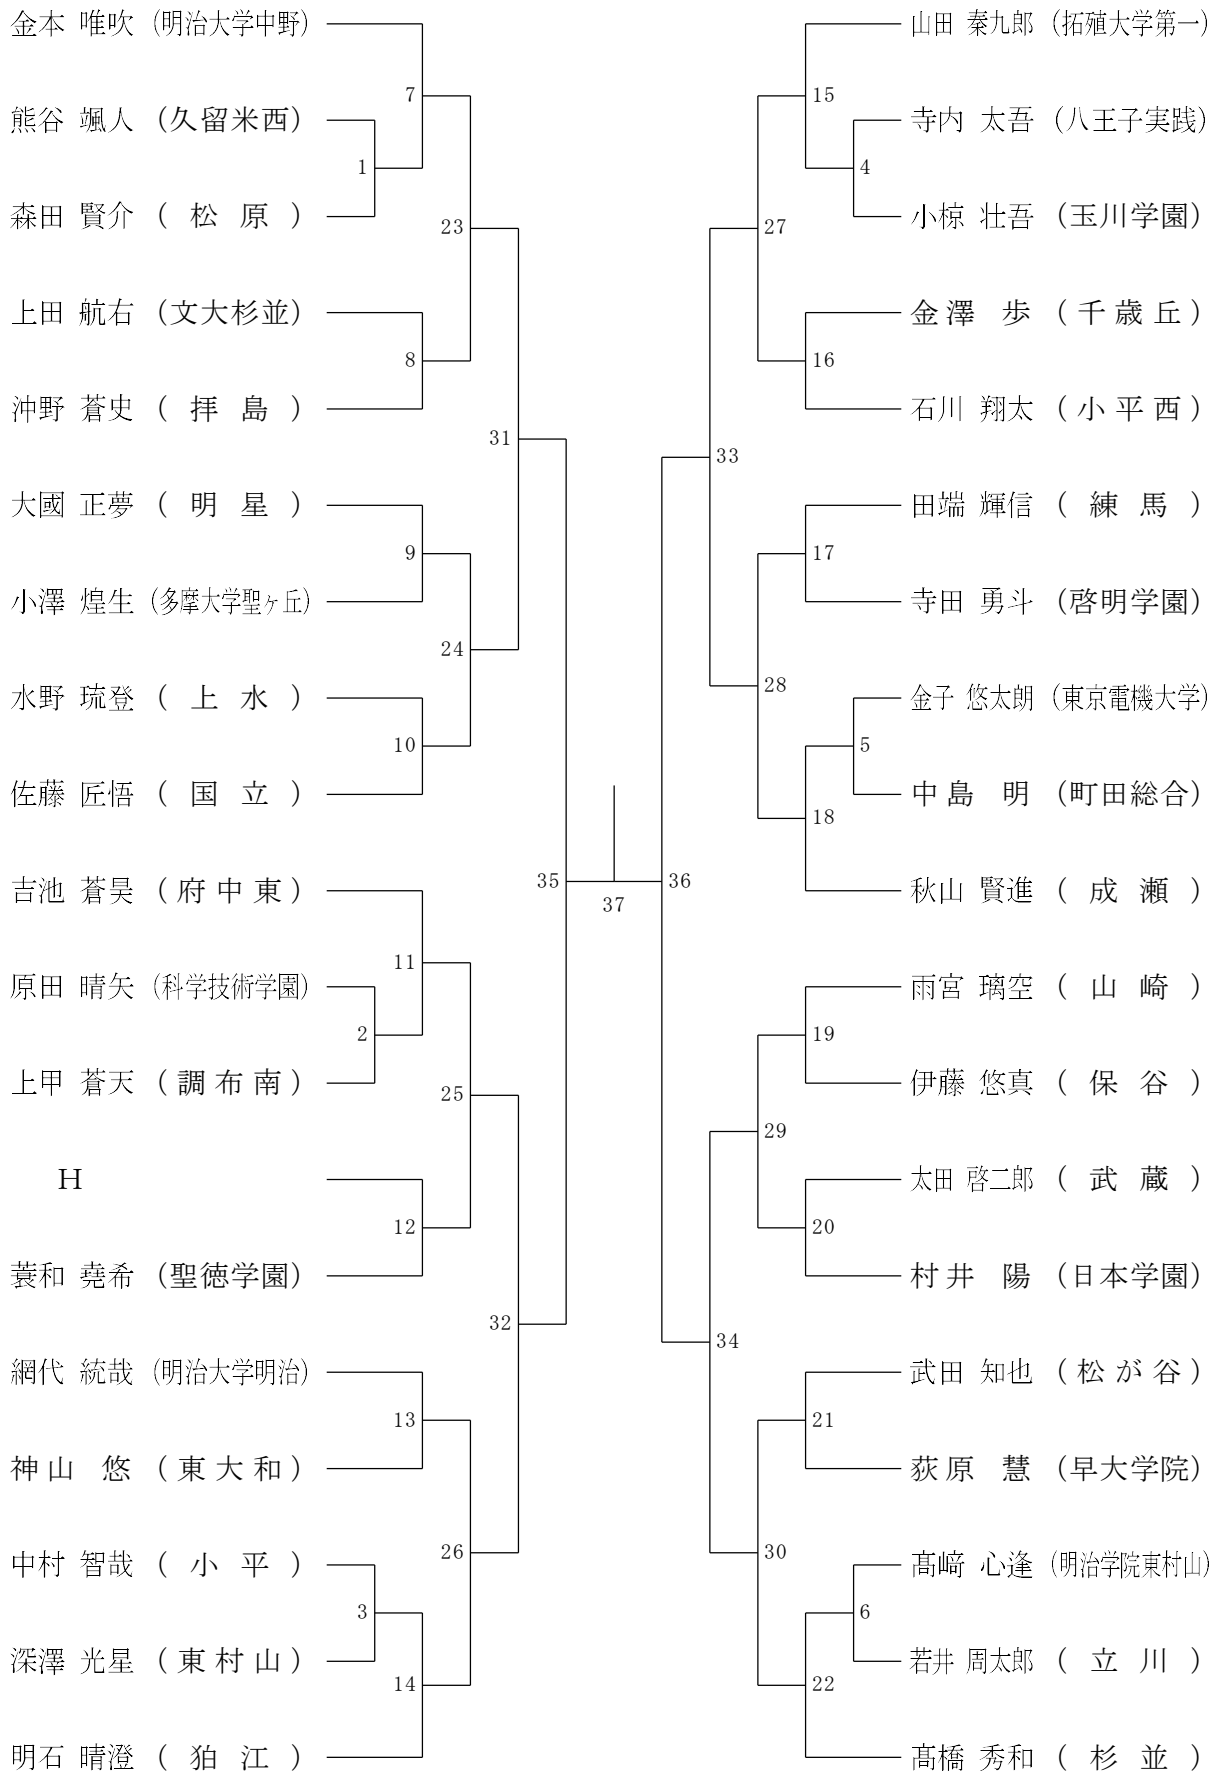 金本 唯吹 (明治大学中野)
熊谷 颯人 (久留米西)
森田 賢介 (松原)
上田 航右 (文大杉並)
沖野 蒼史 (拝島)
大國 正夢 (明星)
小澤 煌生 (多摩大学聖ヶ丘)
水野 琉登 (上水)
佐藤 匠悟 (国立)
吉池 蒼昊 (府中東)
原田 晴矢 (科学技術学園)
上甲 蒼天 (調布南)
H
蓑和 堯希 (聖徳学園)
網代 統哉 (明治大学明治)
神山 悠 (東大和)
中村 智哉 (小平)
深澤 光星 (東村山)
明石 晴澄 (狛江)
1
2
3
7
8
9
10
11
12
13
14
23
24
25
26
31
32
35
37
36
33
34
27
28
29
30
15
16
17
18
19
20
21
22
4
5
6
山田 秦九郎 (拓殖大学第一)
寺内 太吾 (八王子実践)
小椋 壮吾 (玉川学園)
金澤 歩 (千歳丘)
石川 翔太 (小平西)
田端 輝信 (練馬)
寺田 勇斗 (啓明学園)
金子 悠太朗 (東京電機大学)
中島 明 (町田総合)
秋山 賢進 (成瀬)
雨宮 璃空 (山崎)
伊藤 悠真 (保谷)
太田 啓二郎 (武蔵)
村井 陽 (日本学園)
武田 知也 (松が谷)
荻原 慧 (早大学院)
髙﨑 心逢 (明治学院東村山)
若井 周太郎 (立川)
髙橋 秀和 (杉並)